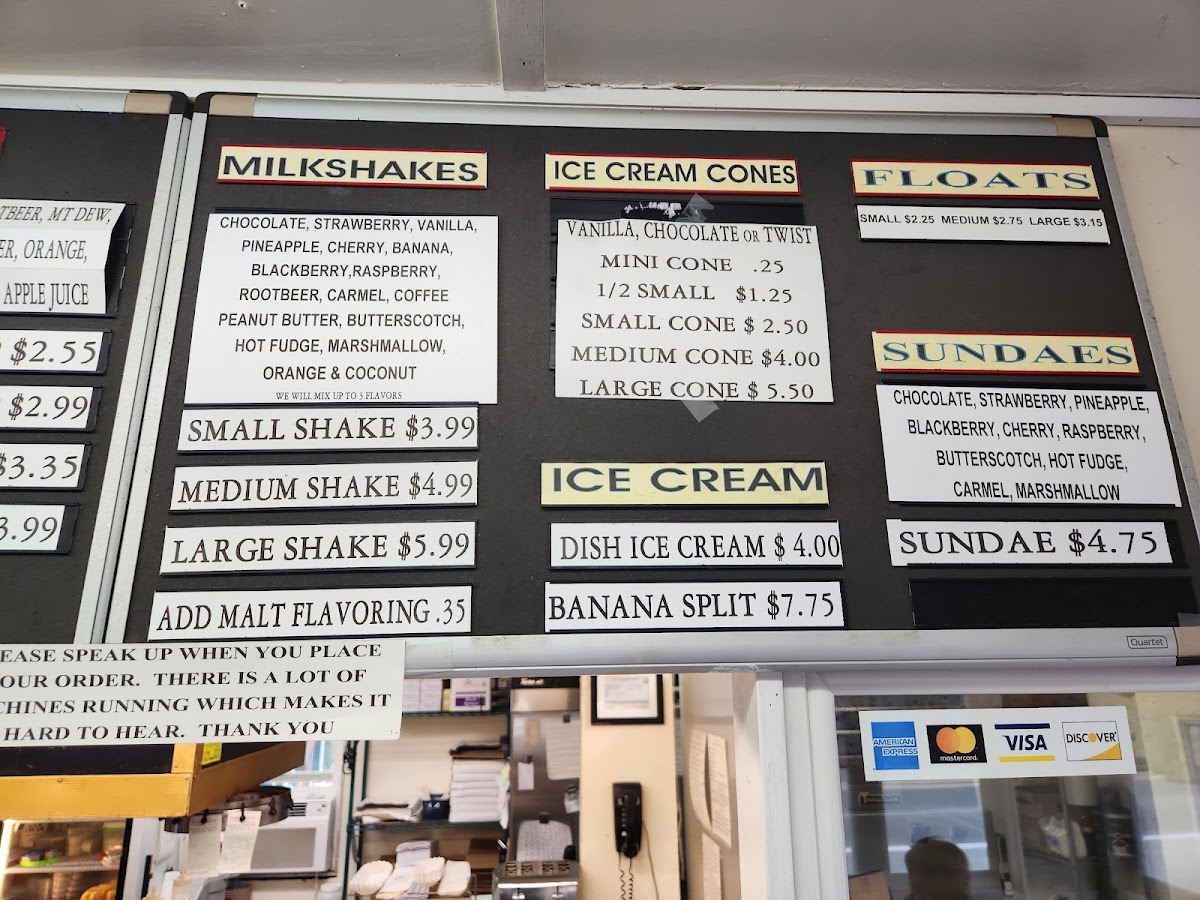 TBEER, MT DEW,
ER, ORANGE,
APPLE JUICE
$2.55
$2.99
$3.35
3.99
MILKSHAKES
CHOCOLATE, STRAWBERRY, VANILLA,
PINEAPPLE, CHERRY, BANANA,
BLACKBERRY,RASPBERRY,
ROOTBEER, CARMEL, COFFEE
PEANUT BUTTER, BUTTERSCOTCH,
HOT FUDGE, MARSHMALLOW,
ORANGE & COCONUT
WE WILL MIX UP TO 3 FLAVORS
SMALL SHAKE $3.99
MEDIUM SHAKE $4.99
LARGE SHAKE $5.99
ADD MALT FLAVORING .35
ICE CREAM CONES
VANILLA, CHOCOLATE OR TWIST
MINI CONE .25
1/2 SMALL $1.25
SMALL CONE $ 2.50
MEDIUM CONE $4.00
LARGE CONE $ 5.50
ICE CREAM
DISH ICE CREAM $ 4.00
BANANA SPLIT $7.75
FLOATS
SMALL $2.25 MEDIUM $2.75 LARGE $3.15
SUNDAES
CHOCOLATE, STRAWBERRY, PINEAPPLE,
BLACKBERRY, CHERRY, RASPBERRY,
BUTTERSCOTCH, HOT FUDGE,
CARMEL, MARSHMALLOW
SUNDAE $4.75
Quartet
EASE SPEAK UP WHEN YOU PLACE
OUR ORDER. THERE IS A LOT OF
CHINES RUNNING WHICH MAKES IT
HARD TO HEAR. THANK YOU
AMERICAN
EXPRESS
mastercard
VISA
DISCOVER